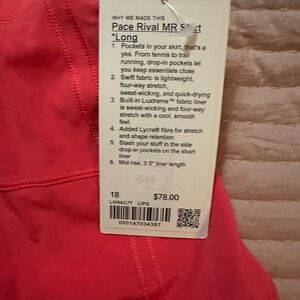 WHY WE MADE THIS
Pace Rival MR Skirt
*Long
1. Pockets in your skirt, that's a
yes. From tennis to trail
running, drop-in pockets let
you keep essentials close
2. Swift fabric is lightweight,
four-way stretch,
sweat-wicking, and quick-drying
3. Built-in Luxtreme™ fabric liner
is sweat-wicking and four-way
stretch with a cool, smooth
feel
4. Added Lycra® fibre for stretch
and shape retention
5. Stash your stuff in the side
drop-in pockets on the
short liner
6. Mid rise, 3.5" liner length
18 $78.00
LW8AC7T LIPG
000147034387